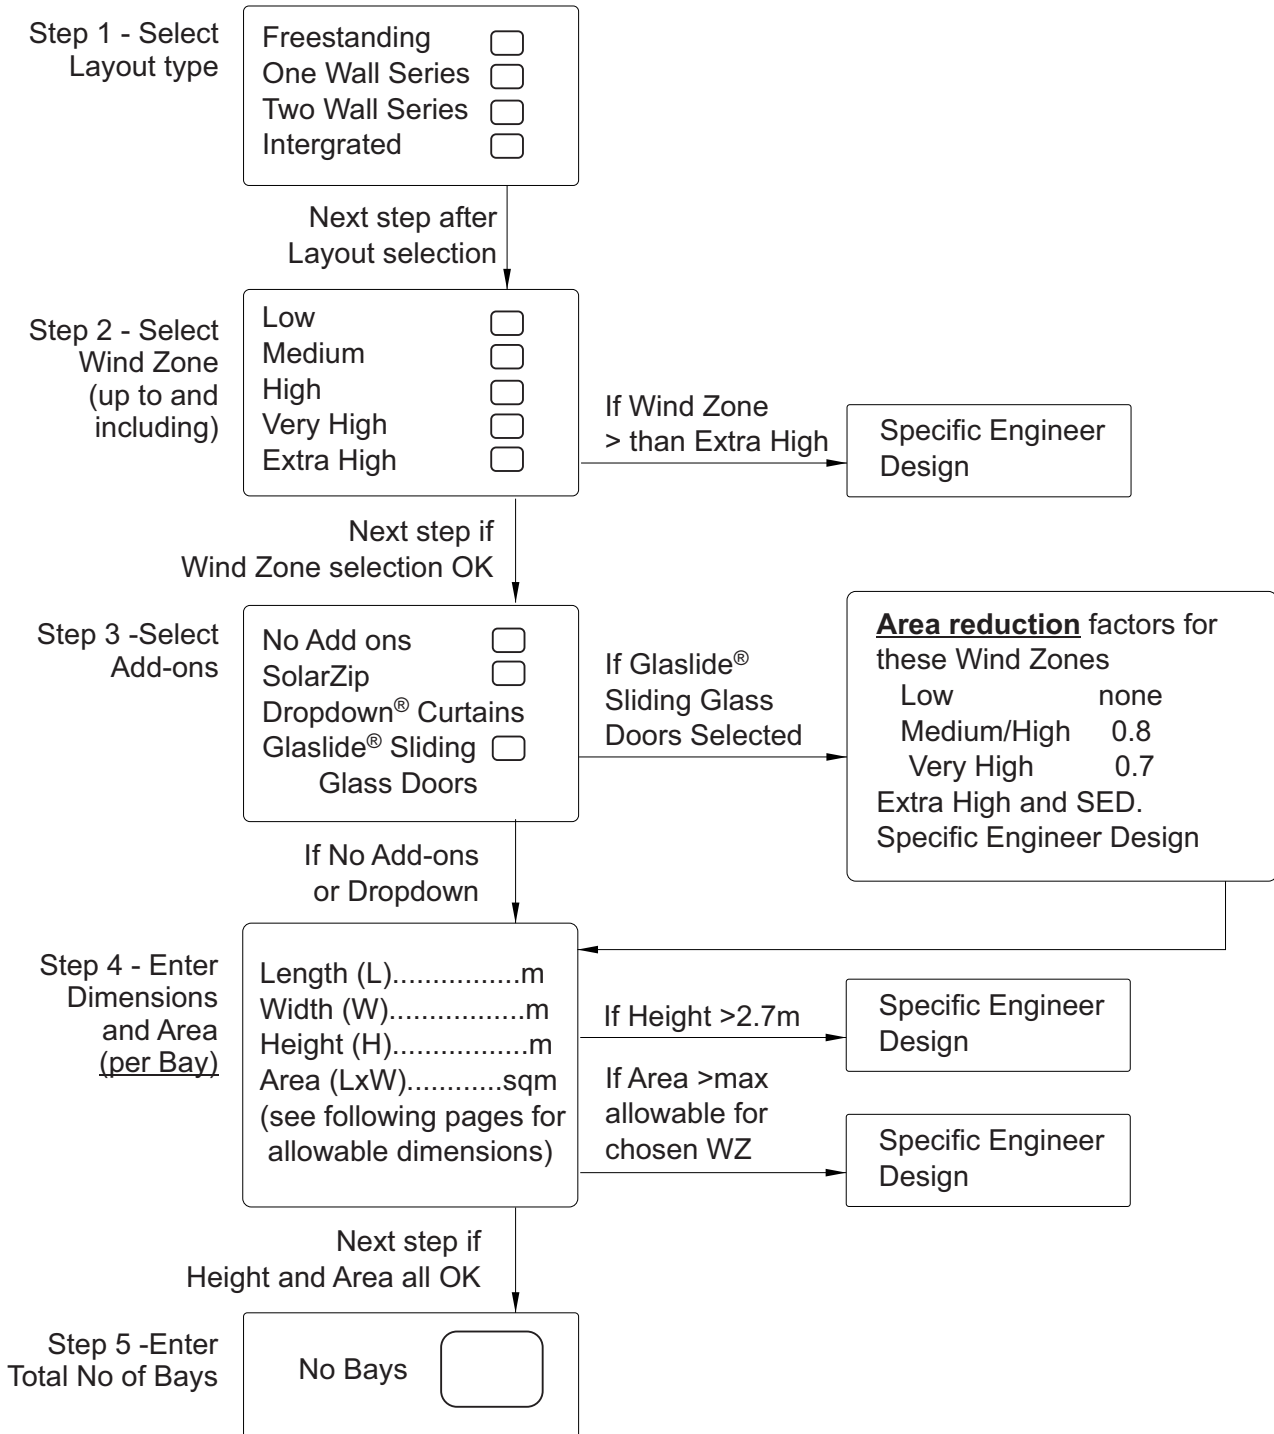 Step 1 - Select
Layout type
Freestanding
One Wall Series
Two Wall Series
Intergrated
Next step after
Layout selection
Step 2 - Select
Wind Zone
(up to and
including)
Low
Medium
High
Very High
Extra High
If Wind Zone
> than Extra High
Specific Engineer
Design
Next step if
Wind Zone selection OK
Step 3 -Select
Add-ons
No Add ons
SolarZip
Dropdown® Curtains
Glaslide® Sliding
Glass Doors
If Glaslide®
Sliding Glass
Doors Selected
Area reduction factors for
these Wind Zones
Low none
Medium/High 0.8
Very High 0.7
Extra High and SED.
Specific Engineer Design
If No Add-ons
or Dropdown
Step 4 - Enter
Dimensions
and Area
(per Bay)
Length (L)................m
Width (W).................m
Height (H).................m
Area (LxW)............sqm
(see following pages for
allowable dimensions)
If Height >2.7m
Specific Engineer
Design
If Area >max
allowable for
chosen WZ
Specific Engineer
Design
Next step if
Height and Area all OK
Step 5 -Enter
Total No of Bays
No Bays